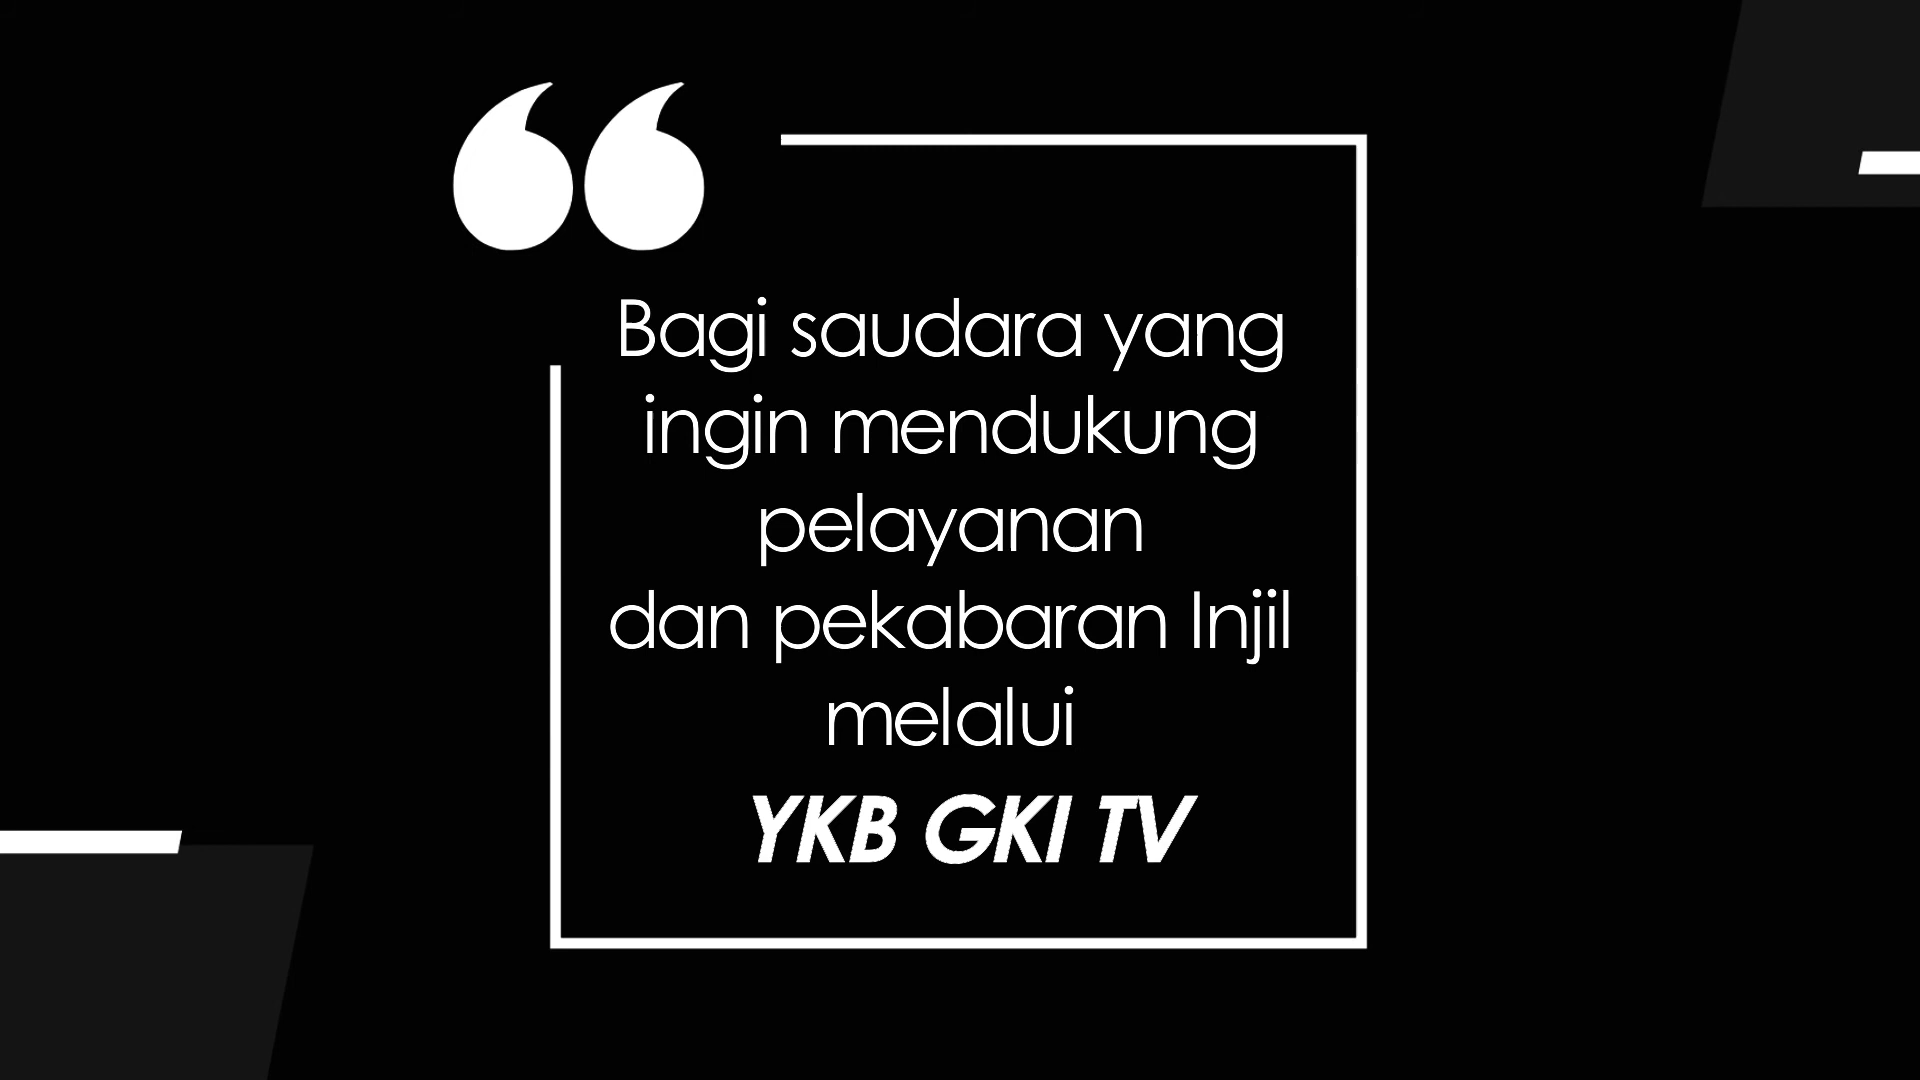 Bagi saudara yang
ingin mendukung
pelayanan
dan pekabaran Injil
melalui
YKB GKI TV